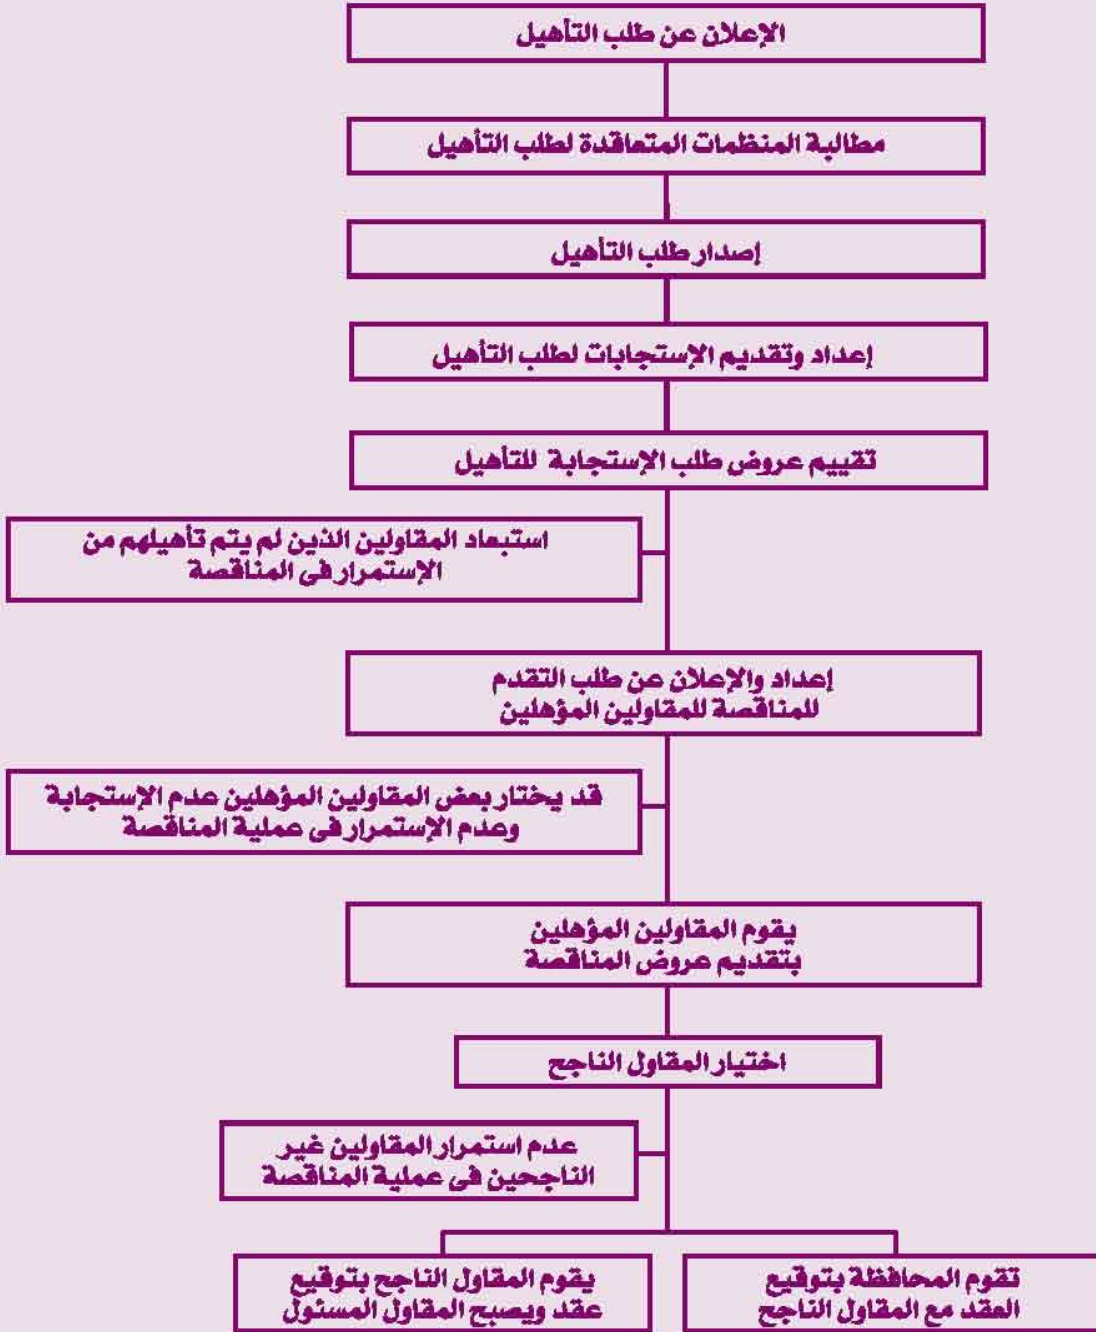 الإعلان عن طلب التأهيل
مطالبة المنظمات المتعاقدة لطلب التأهيل
إصدار طلب التأهيل
إعداد وتقديم الإستجابات لطلب التأهيل
تقييم عروض طلب الإستجابة للتأهيل
استبعاد المقاولين الذين لم يتم تأهيلهم من
الإستمرار فى المناقصة
إعداد والإعلان عن طلب التقدم
للمناقصة للمقاولين المؤهلين
قد يختار بعض المقاولين المؤهلين عدم الإستجابة
وعدم الإستمرار فى عملية المناقصة
يقوم المقاولين المؤهلين
بتقديم عروض المناقصة
اختيار المقاول الناجح
عدم استمرار المقاولين غير
الناجحين فى عملية المناقصة
تقوم المحافظة بتوقيع
العقد مع المقاول الناجح
يقوم المقاول الناجح بتوقيع
عقد ويصبح المقاول المسئول